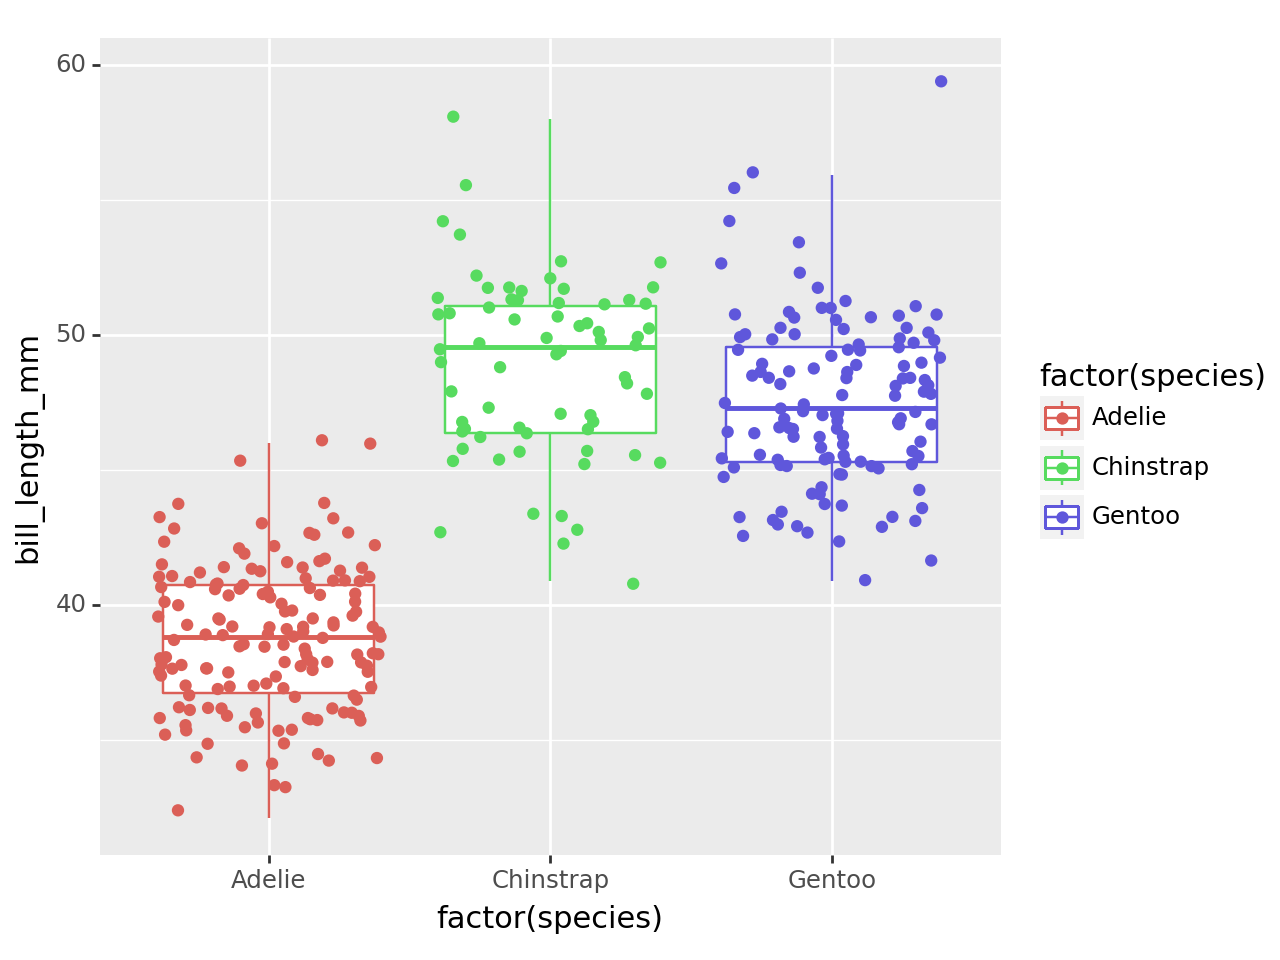 60
50
40
bill_length_mm
Adelie
Chinstrap
Gentoo
factor(species)
factor(species)
Adelie
Chinstrap
Gentoo